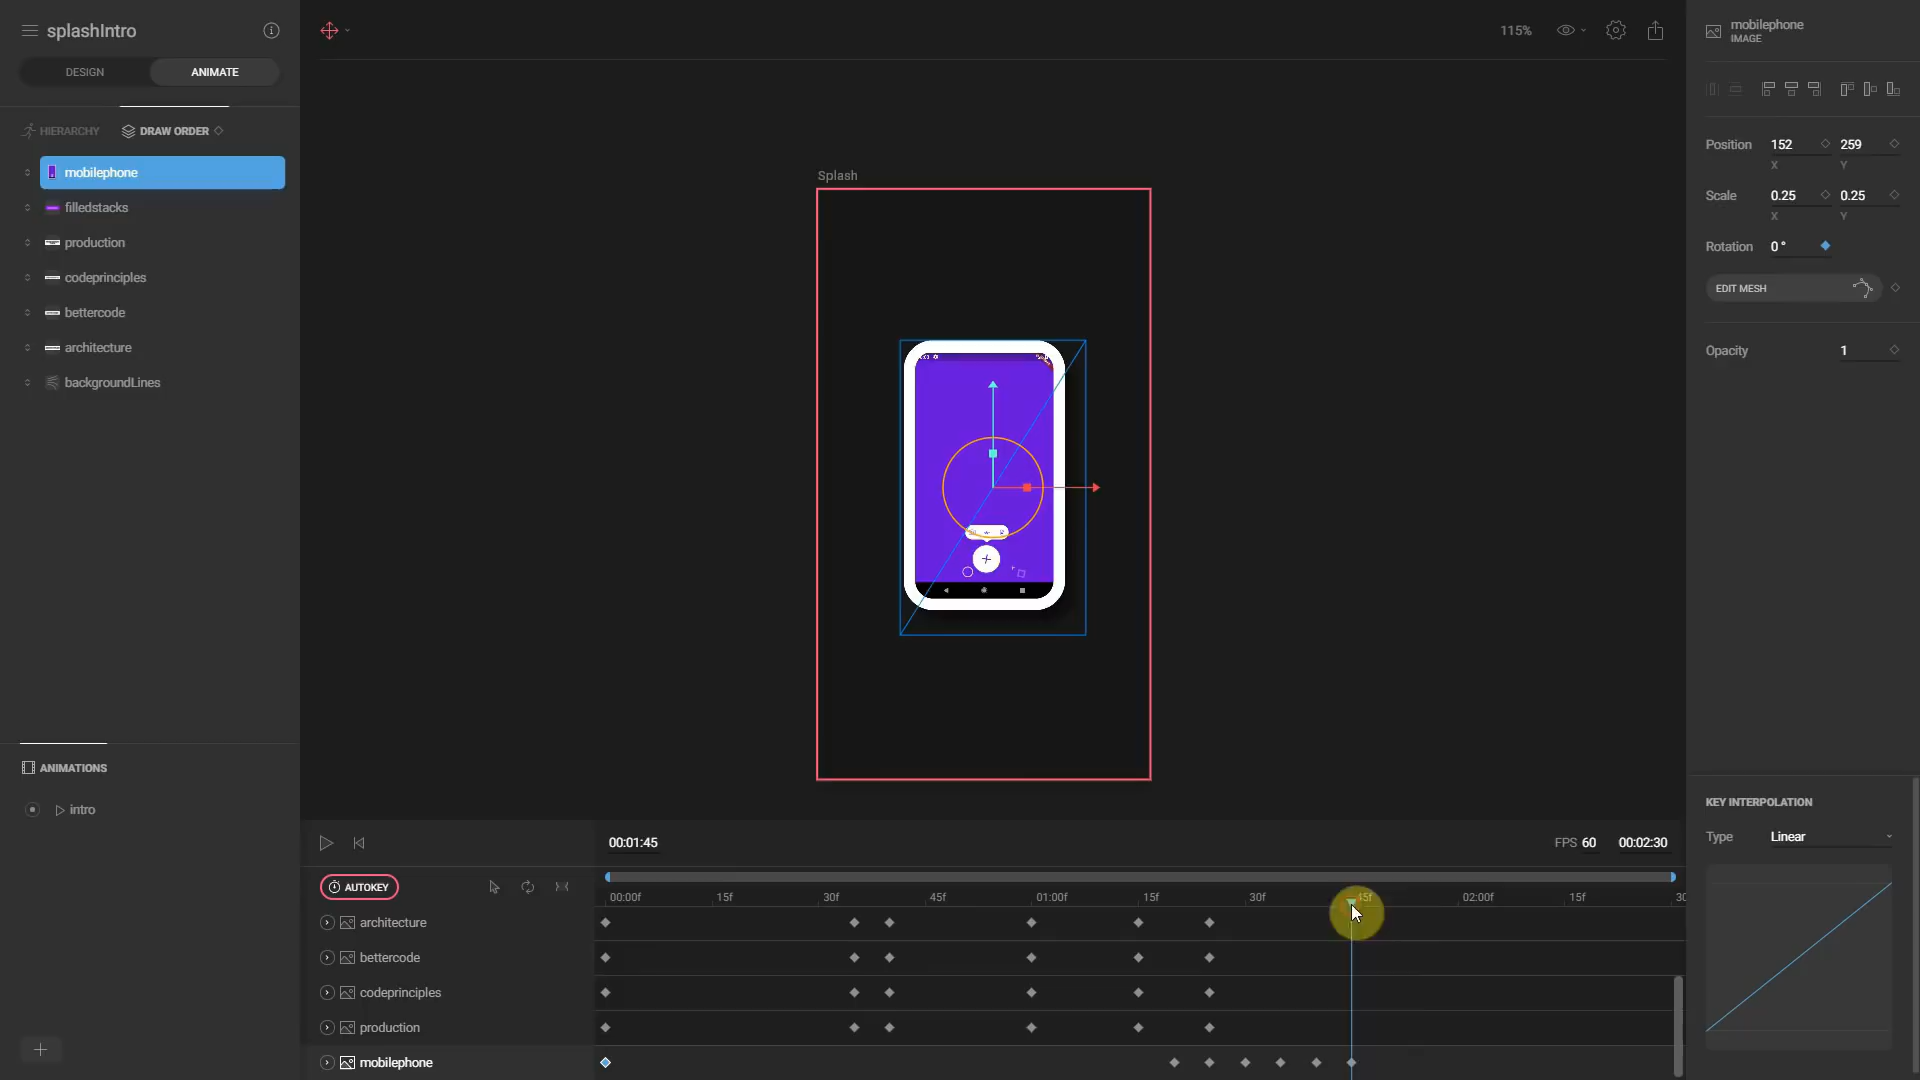 splashIntro
DESIGN
ANIMATE
HIERARCHY
DRAW ORDER
mobilephone
filledstacks
production
codeprinciples
bettercode
architecture
backgroundLines
ANIMATIONS
intro
115%
Splash
mobilephone
IMAGE
Position
152
259
X
Y
Scale
0.25
0.25
X
Y
Rotation
0°
EDIT MESH
Opacity
1
KEY INTERPOLATION
Type
Linear
00:01:45
FPS 60
00:02:30
AUTOKEY
00:00f
15f
30f
45f
01:00f
15f
30f
45f
02:00f
15f
architecture
bettercode
codeprinciples
production
mobilephone